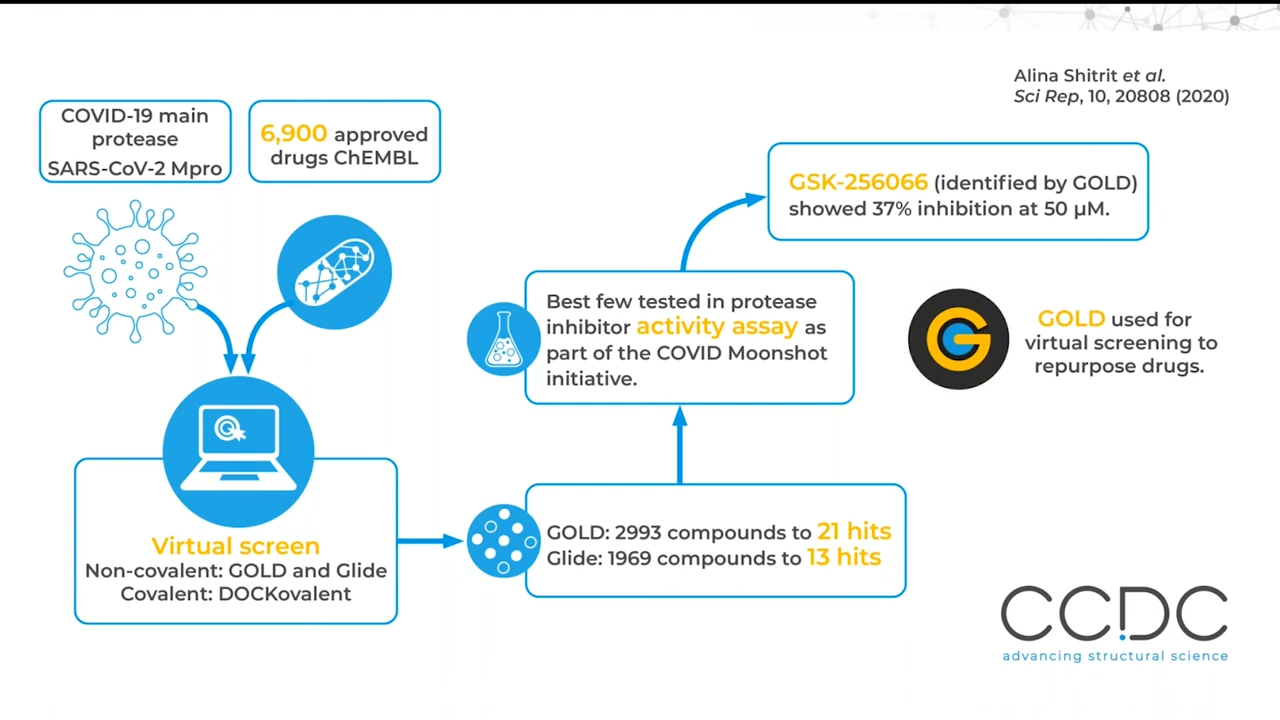 Alina Shitrit et al.
Sci Rep, 10, 20808 (2020)
COVID-19 main
protease
SARS-CoV-2 Mpro
6,900 approved
drugs ChEMBL
GSK-256066 (identified by GOLD)
showed 37% inhibition at 50 μM.
Best few tested in protease
inhibitor activity assay as
part of the COVID Moonshot
initiative.
GOLD used for
virtual screening to
repurpose drugs.
Virtual screen
Non-covalent: GOLD and Glide
Covalent: DOCKovalent
GOLD: 2993 compounds to 21 hits
Glide: 1969 compounds to 13 hits
CCDC
advancing structural science